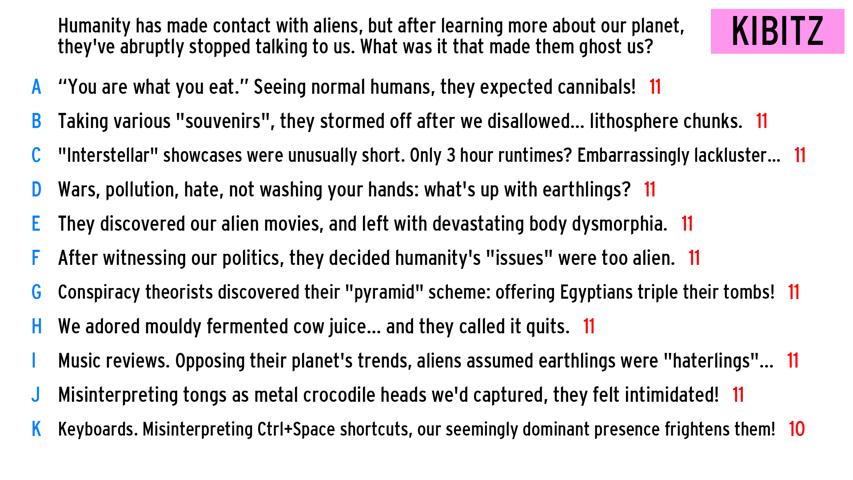 Humanity has made contact with aliens, but after learning more about our planet,
they've abruptly stopped talking to us. What was it that made them ghost us?
KIBITZ
A “You are what you eat.” Seeing normal humans, they expected cannibals! 11
B Taking various "souvenirs", they stormed off after we disallowed... lithosphere chunks. 11
C "Interstellar" showcases were unusually short. Only 3 hour runtimes? Embarrassingly lackluster... 11
D Wars, pollution, hate, not washing your hands: what's up with earthlings? 11
E They discovered our alien movies, and left with devastating body dysmorphia. 11
F After witnessing our politics, they decided humanity's "issues" were too alien. 11
G Conspiracy theorists discovered their "pyramid" scheme: offering Egyptians triple their tombs! 11
H We adored mouldy fermented cow juice... and they called it quits. 11
I Music reviews. Opposing their planet's trends, aliens assumed earthlings were "haterlings"... 11
J Misinterpreting tongs as metal crocodile heads we'd captured, they felt intimidated! 11
K Keyboards. Misinterpreting Ctrl+Space shortcuts, our seemingly dominant presence frightens them! 10